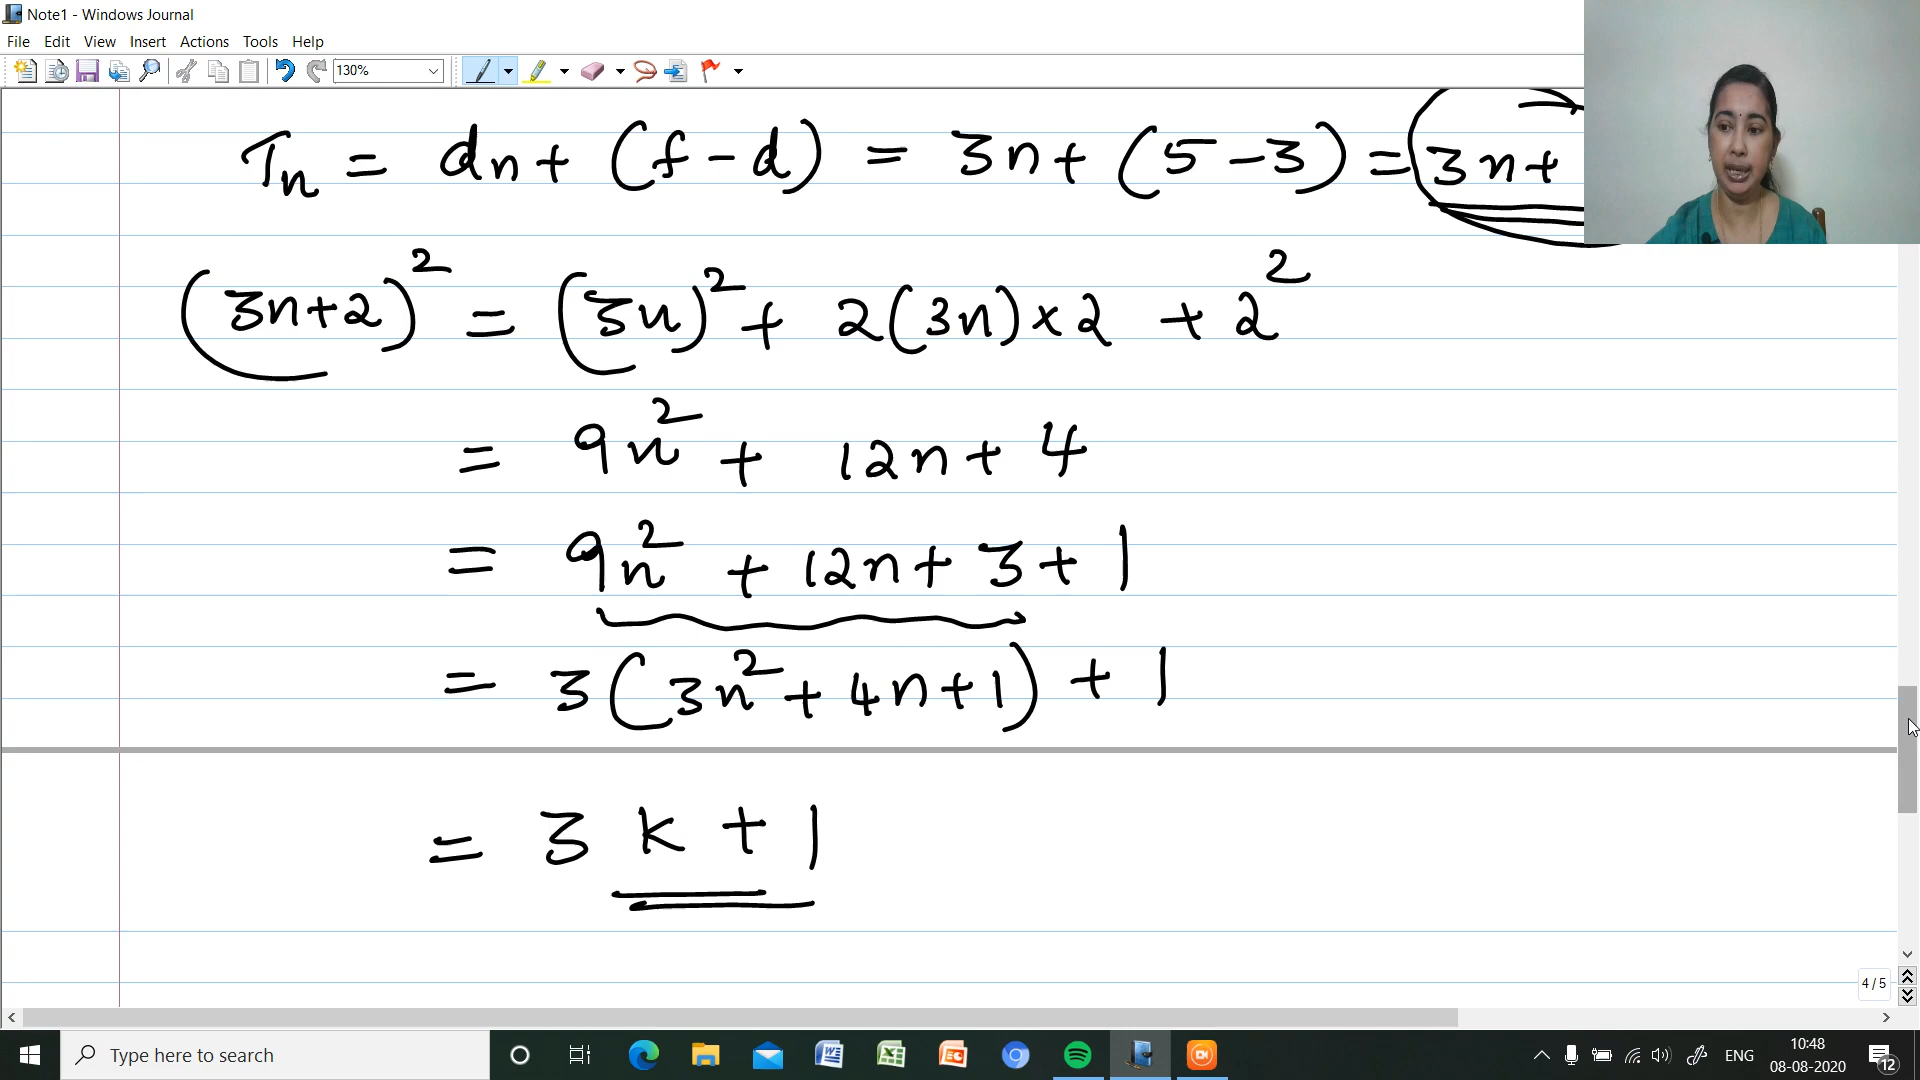 Note1 - Windows Journal
File Edit View Insert Actions Tools Help
130%
Tn = dn + (f - d) = 3n + (5 - 3) = 3n +
(3n+2)² = (3n)² + 2(3n) × 2 + 2²
= 9n² + 12n + 4
= 9n² + 12n + 3 + 1
= 3(3n² + 4n + 1) + 1
= 3 k + 1
4 / 5
Type here to search
ENG
10:48
08-08-2020
12